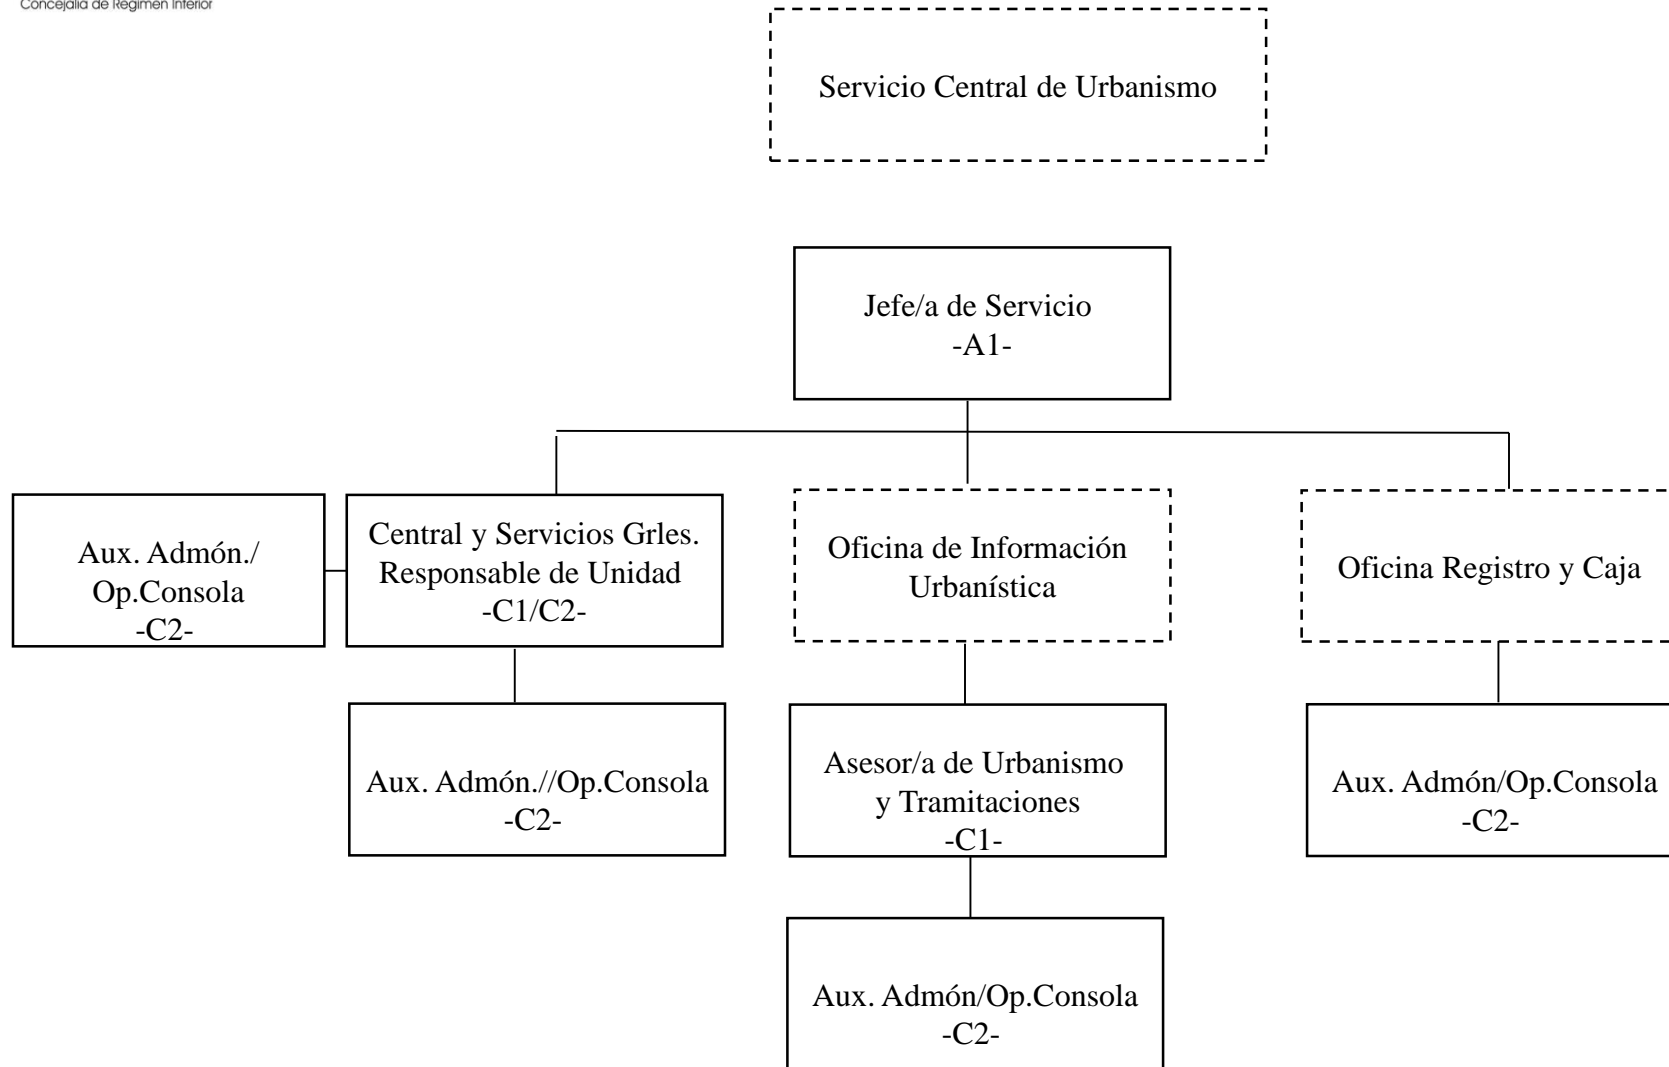 Concejalía de Régimen Interior
Servicio Central de Urbanismo
Jefe/a de Servicio
-A1-
Aux. Admón./
Op.Consola
-C2-
Central y Servicios Grles.
Responsable de Unidad
-C1/C2-
Oficina de Información
Urbanística
Oficina Registro y Caja
Aux. Admón.//Op.Consola
-C2-
Asesor/a de Urbanismo
y Tramitaciones
-C1-
Aux. Admón/Op.Consola
-C2-
Aux. Admón/Op.Consola
-C2-